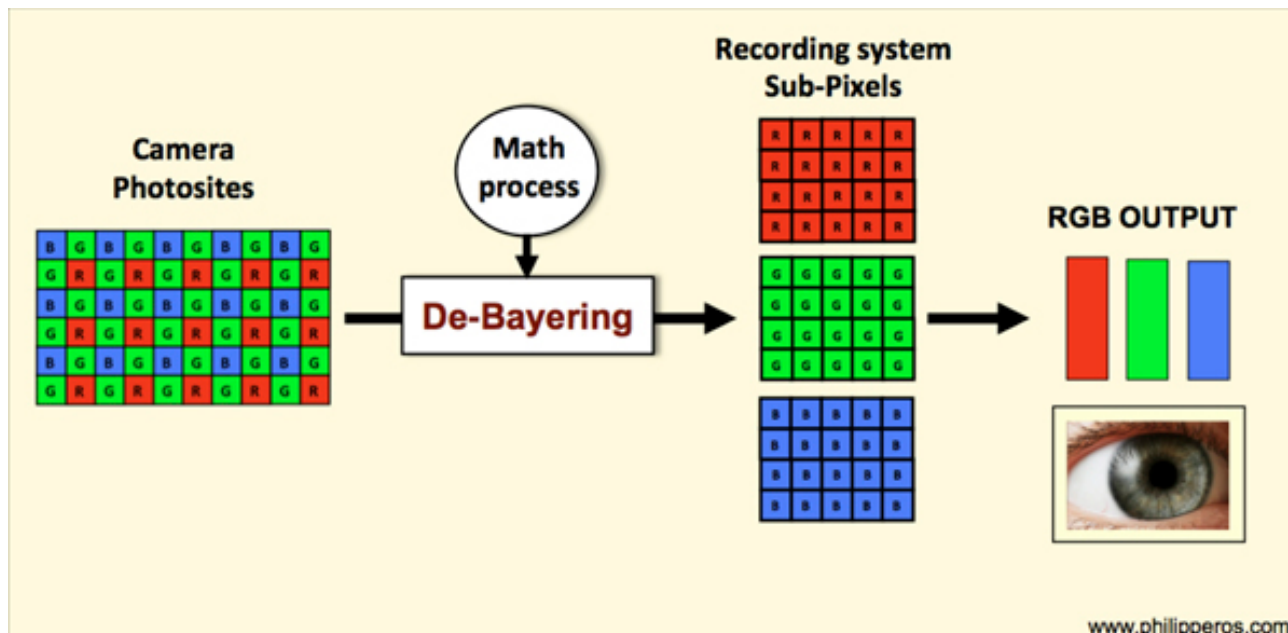 Camera
Photosites
B G B G B G B G B G
G R G R G R G R G R
B G B G B G B G B G
G R G R G R G R G R
B G B G B G B G B G
G R G R G R G R G R
Math
process
De-Bayering
Recording system
Sub-Pixels
R R R R R
R R R R R
R R R R R
R R R R R
G G G G G
G G G G G
G G G G G
G G G G G
B B B B B
B B B B B
B B B B B
B B B B B
RGB OUTPUT
www.philipperos.com